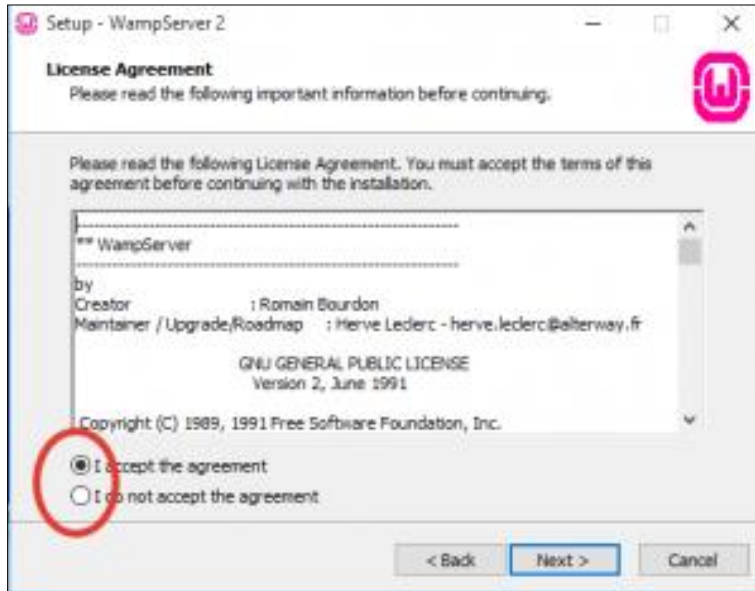 Setup - WampServer 2
License Agreement
Please read the following important information before continuing.
Please read the following License Agreement. You must accept the terms of this
agreement before continuing with the installation.
------------------------------------------------------------
** WampServer
------------------------------------------------------------
by
Creator : Romain Bourdon
Maintainer / Upgrade/Roadmap : Herve Leclerc - herve.leclerc@alterway.fr
GNU GENERAL PUBLIC LICENSE
Version 2, June 1991
Copyright (C) 1989, 1991 Free Software Foundation, Inc.
I accept the agreement
I do not accept the agreement
< Back Next > Cancel